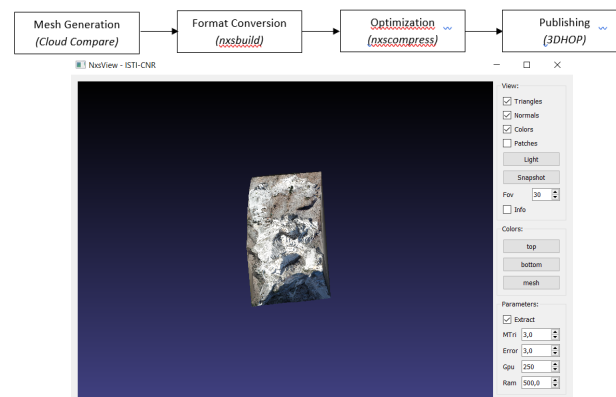 Mesh Generation
(Cloud Compare)
Format Conversion
(nxsbuild)
Optimization
(nxscompress)
Publishing
(3DHOP)
NxsView - ISTI-CNR
View:
Triangles
Normals
Colors
Patches
Light
Snapshot
Fov 30
Info
Colors:
top
bottom
mesh
Parameters:
Extract
MTri 3,0
Error 3,0
Gpu 250
Ram 500,0